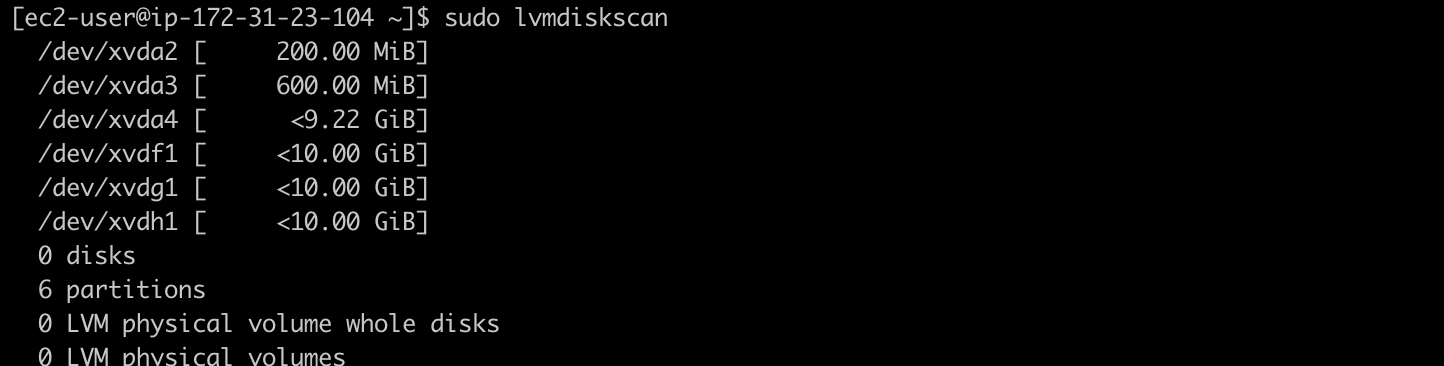 [ec2-user@ip-172-31-23-104 ~]$ sudo lvmdiskscan
  /dev/xvda2 [     200.00 MiB]
  /dev/xvda3 [     600.00 MiB]
  /dev/xvda4 [      <9.22 GiB]
  /dev/xvdf1 [     <10.00 GiB]
  /dev/xvdg1 [     <10.00 GiB]
  /dev/xvdh1 [     <10.00 GiB]
  0 disks
  6 partitions
  0 LVM physical volume whole disks
  0 LVM physical volumes